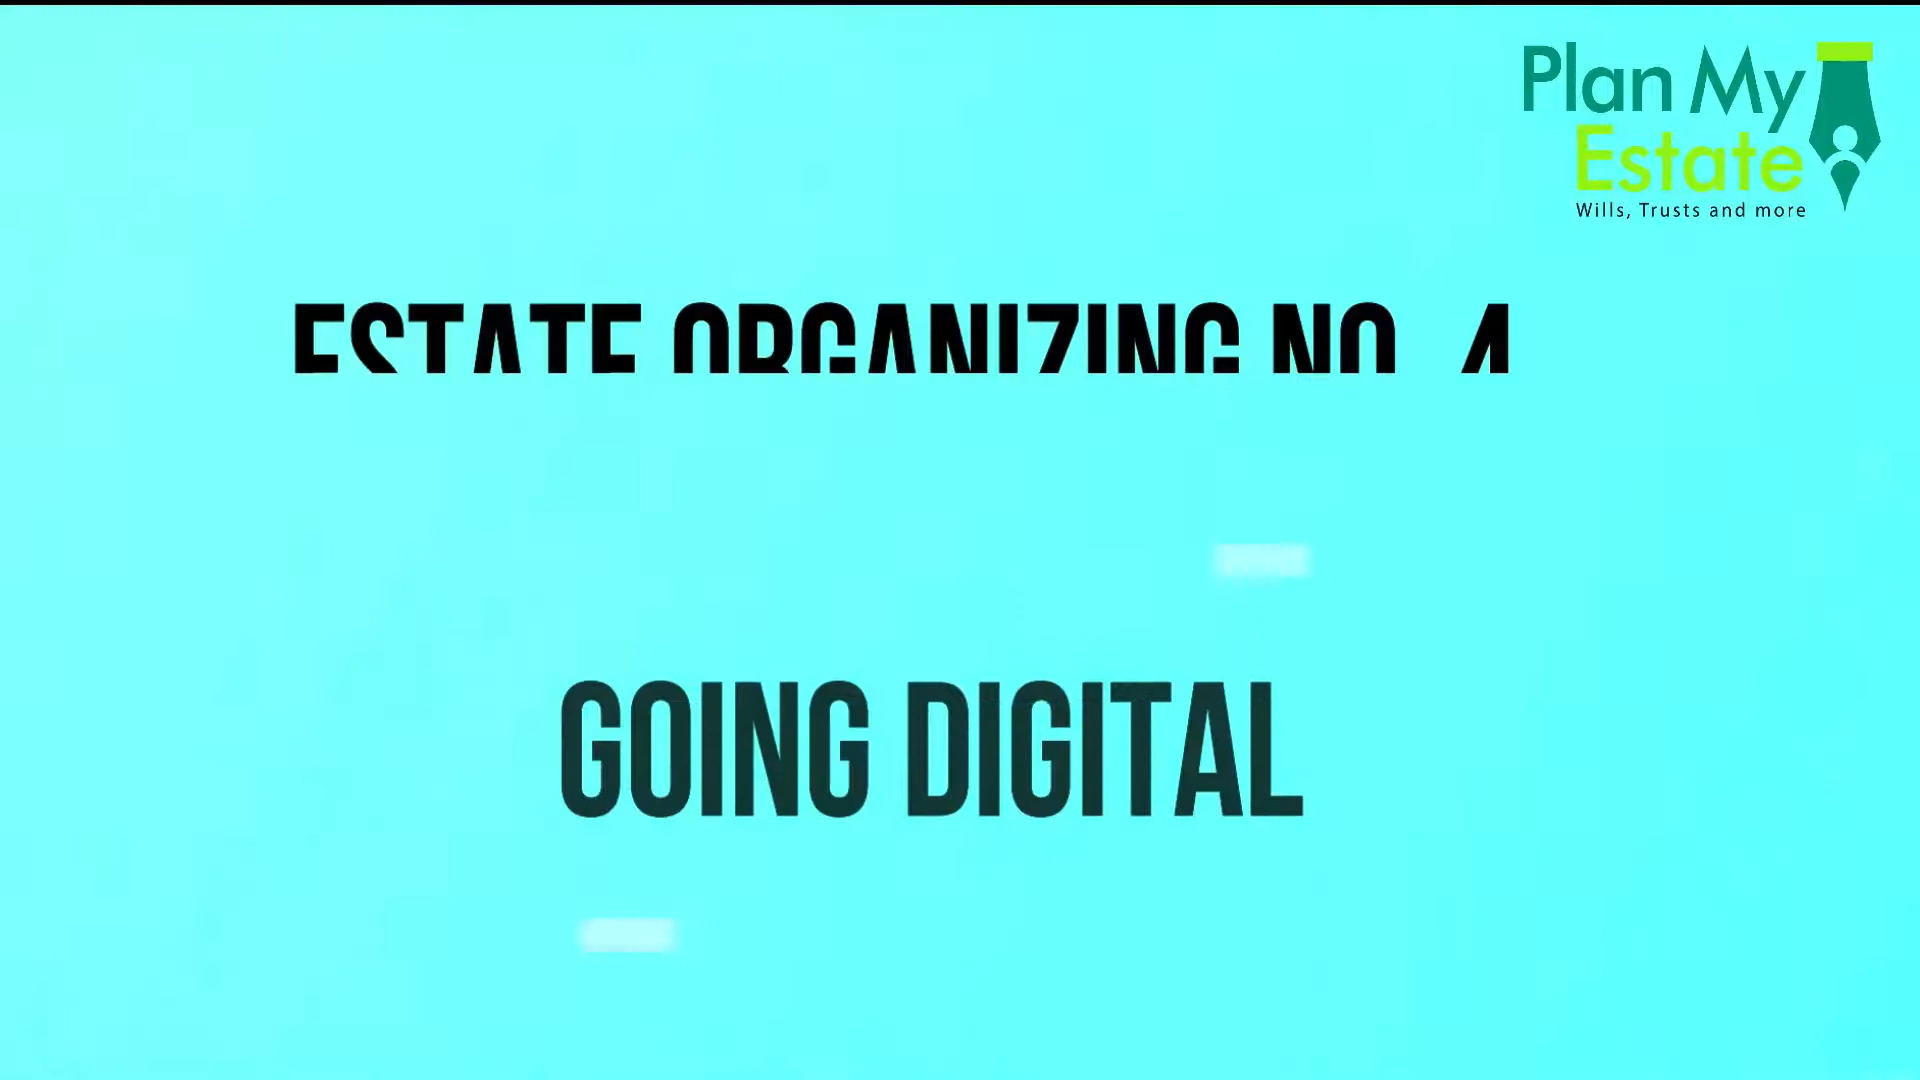 Plan My
Estate
Wills, Trusts and more
ESTATE ORGANIZING NO. 4
GOING DIGITAL